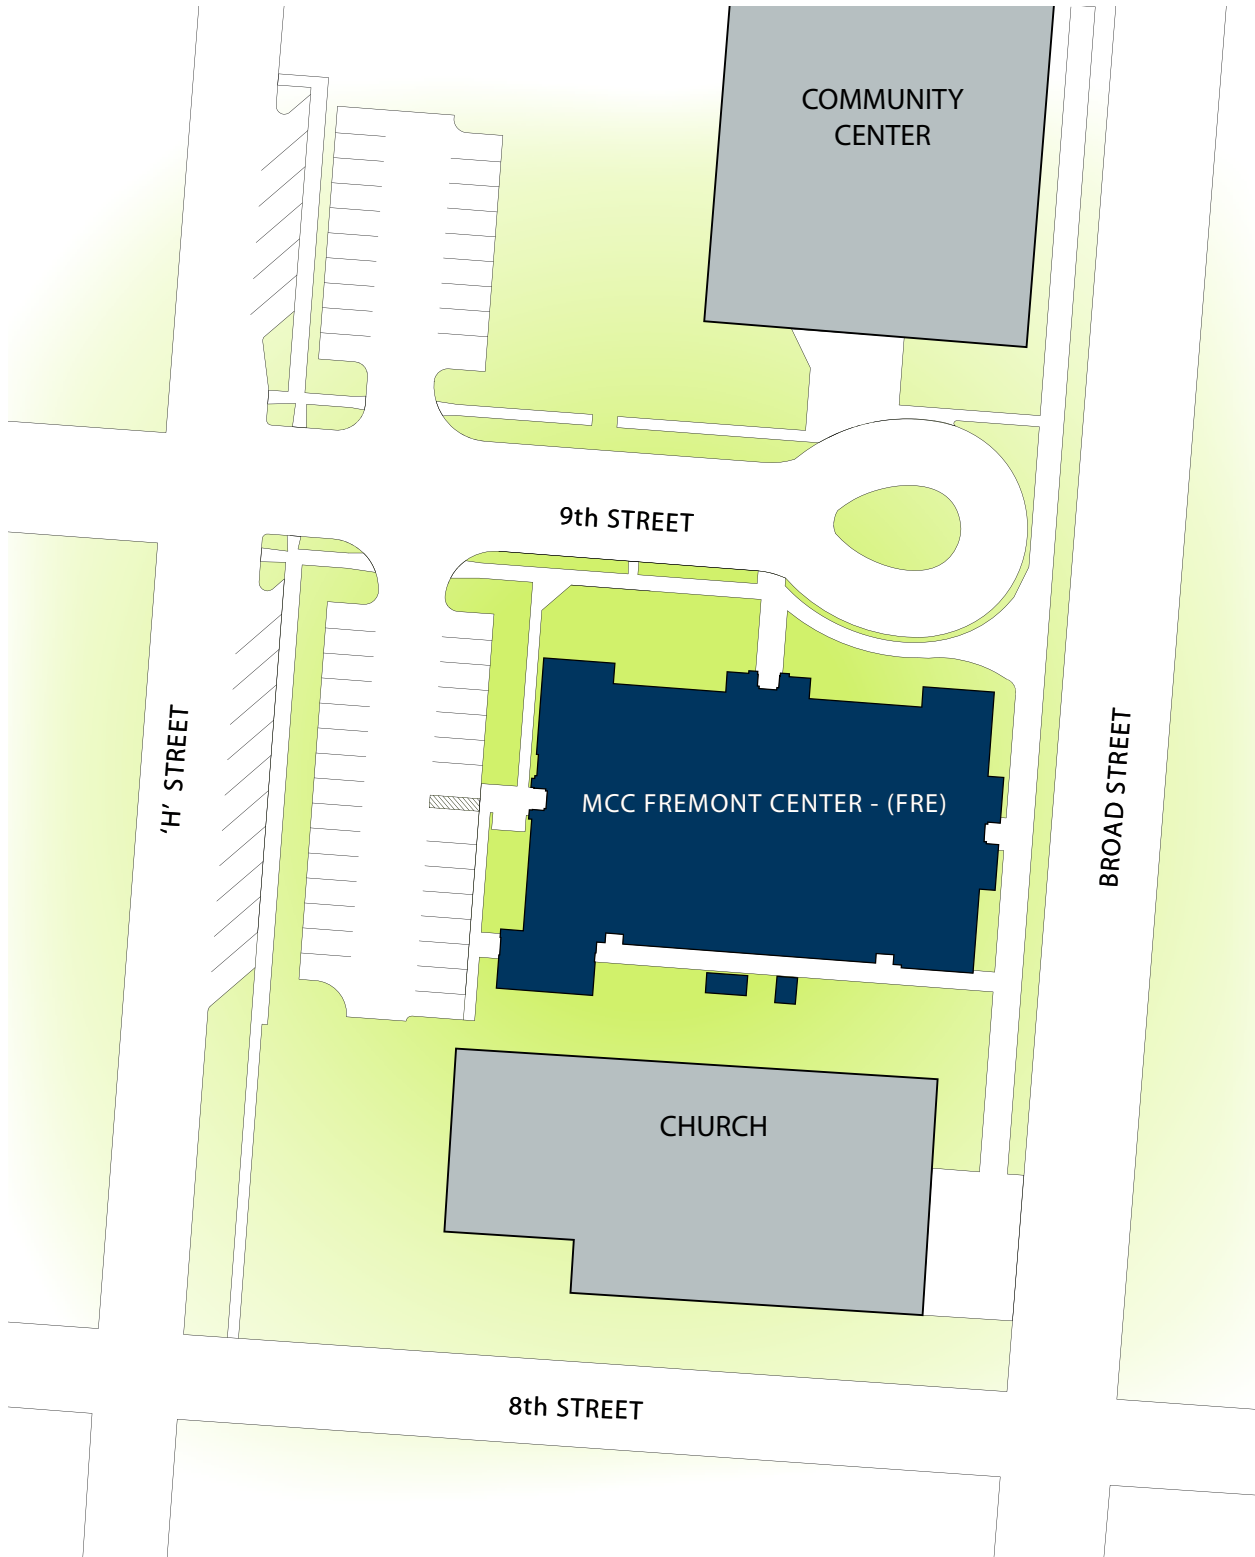 COMMUNITY
CENTER
9th STREET
'H' STREET
MCC FREMONT CENTER - (FRE)
BROAD STREET
CHURCH
8th STREET